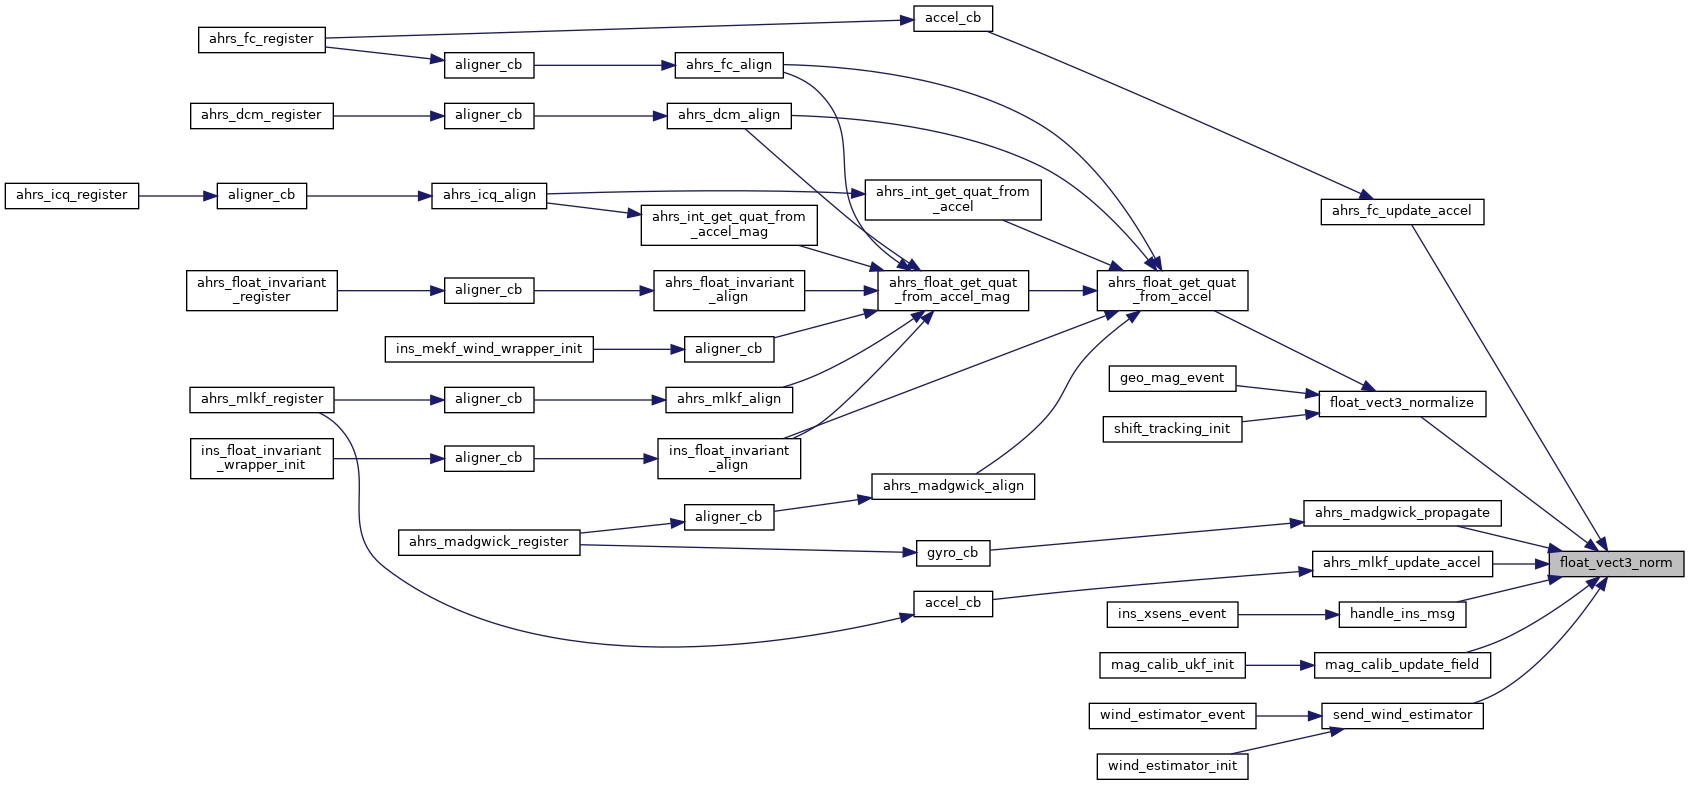 accel_cb
ahrs_fc_register
aligner_cb
ahrs_fc_align
ahrs_dcm_register
aligner_cb
ahrs_dcm_align
ahrs_icq_register
aligner_cb
ahrs_icq_align
ahrs_int_get_quat_from
_accel
ahrs_int_get_quat_from
_accel_mag
ahrs_fc_update_accel
ahrs_float_invariant
_register
aligner_cb
ahrs_float_invariant
_align
ahrs_float_get_quat
_from_accel_mag
ahrs_float_get_quat
_from_accel
ins_mekf_wind_wrapper_init
aligner_cb
geo_mag_event
ahrs_mlkf_register
aligner_cb
ahrs_mlkf_align
float_vect3_normalize
shift_tracking_init
ins_float_invariant
_wrapper_init
aligner_cb
ins_float_invariant
_align
ahrs_madgwick_align
aligner_cb
ahrs_madgwick_propagate
ahrs_madgwick_register
gyro_cb
ahrs_mlkf_update_accel
float_vect3_norm
accel_cb
ins_xsens_event
handle_ins_msg
mag_calib_ukf_init
mag_calib_update_field
wind_estimator_event
send_wind_estimator
wind_estimator_init